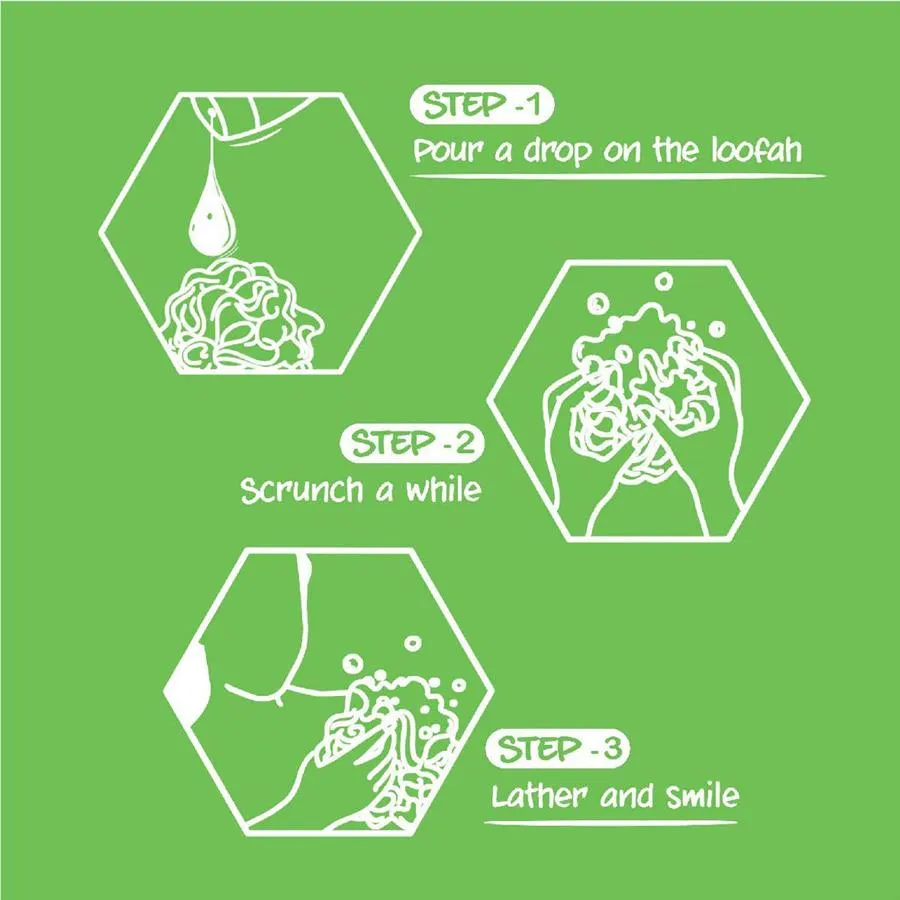 STEP -1
Pour a drop on the loofah
STEP -2
Scrunch a while
STEP -3
Lather and smile